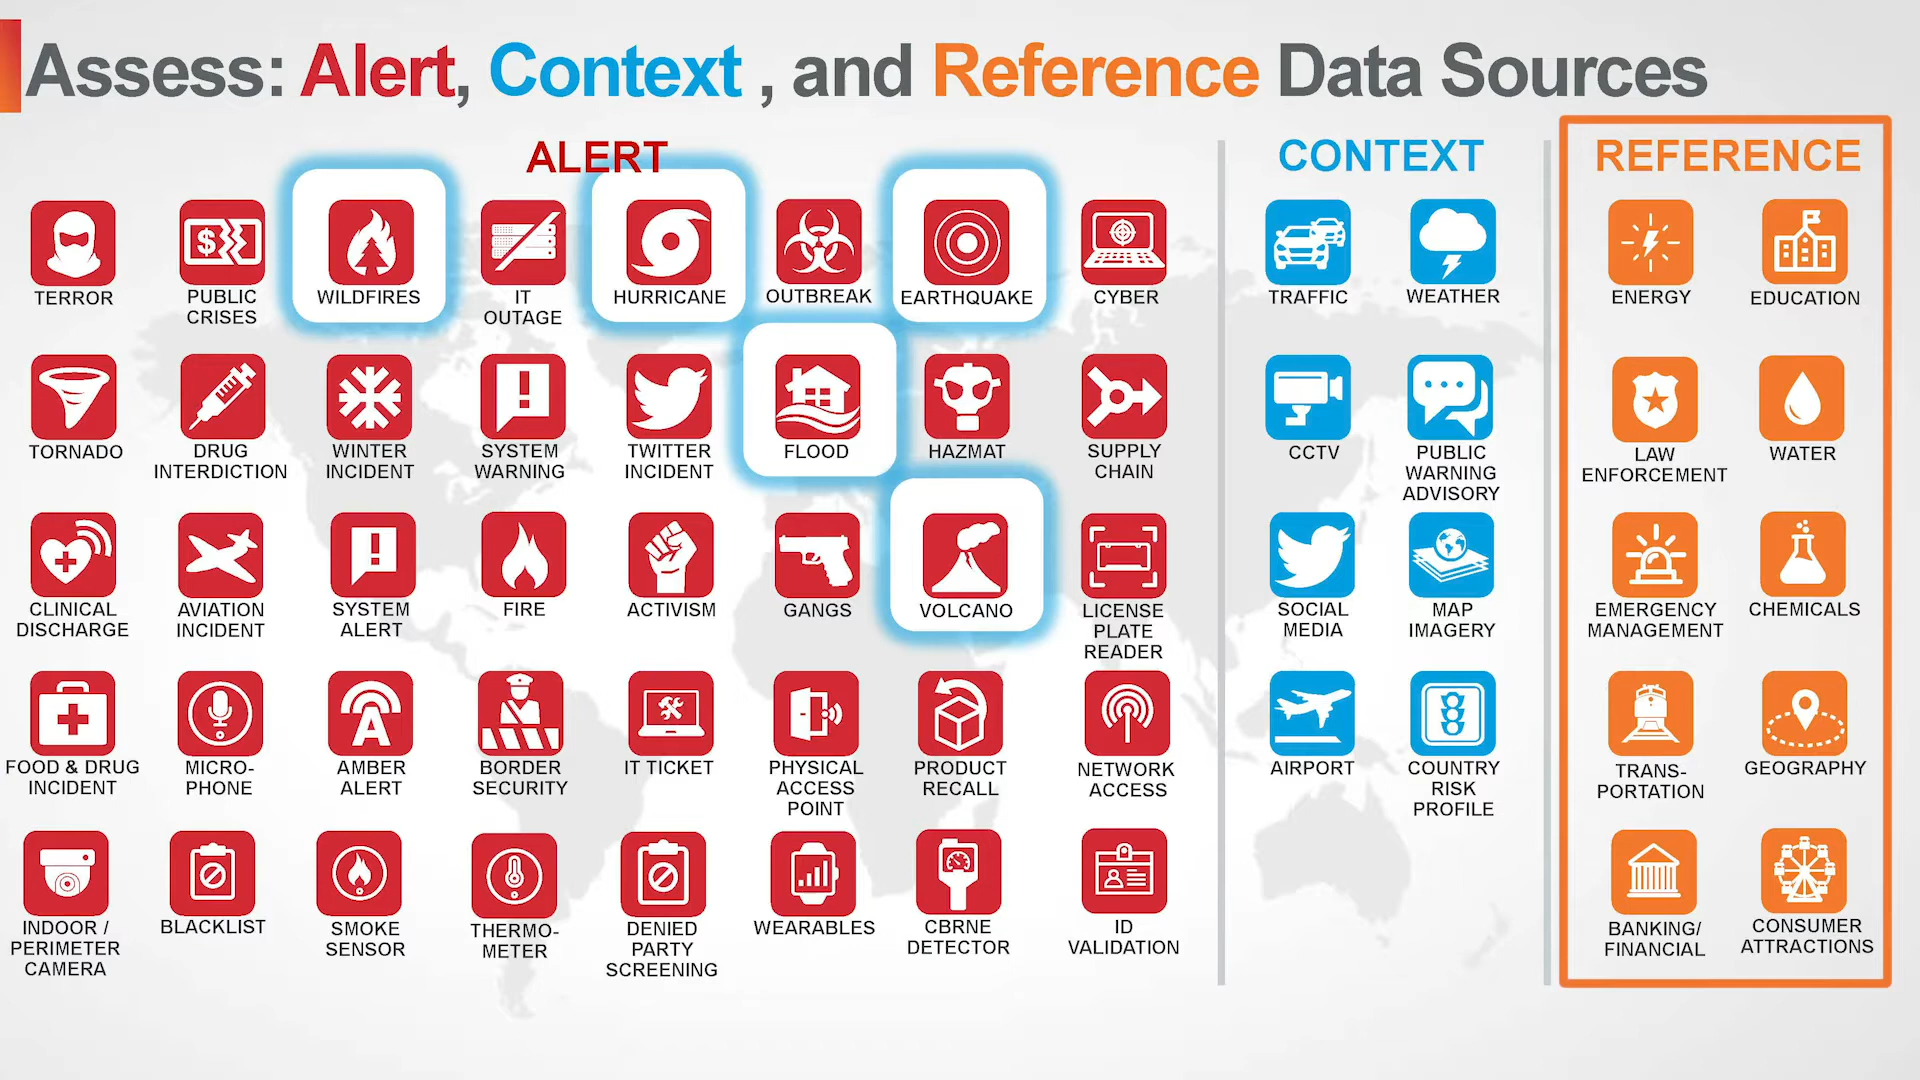 Assess: Alert, Context , and Reference Data Sources
ALERT
CONTEXT
REFERENCE
TERROR
PUBLIC
CRISES
WILDFIRES
IT
OUTAGE
HURRICANE
OUTBREAK
EARTHQUAKE
CYBER
TRAFFIC
WEATHER
ENERGY
EDUCATION
TORNADO
DRUG
INTERDICTION
WINTER
INCIDENT
SYSTEM
WARNING
TWITTER
INCIDENT
FLOOD
HAZMAT
SUPPLY
CHAIN
CCTV
PUBLIC
WARNING
ADVISORY
LAW
ENFORCEMENT
WATER
CLINICAL
DISCHARGE
AVIATION
INCIDENT
SYSTEM
ALERT
FIRE
ACTIVISM
GANGS
VOLCANO
LICENSE
PLATE
READER
SOCIAL
MEDIA
MAP
IMAGERY
EMERGENCY
MANAGEMENT
CHEMICALS
FOOD & DRUG
INCIDENT
MICRO-
PHONE
A
AMBER
ALERT
BORDER
SECURITY
IT TICKET
PHYSICAL
ACCESS
POINT
PRODUCT
RECALL
NETWORK
ACCESS
AIRPORT
COUNTRY
RISK
PROFILE
TRANS-
PORTATION
GEOGRAPHY
INDOOR /
PERIMETER
CAMERA
BLACKLIST
SMOKE
SENSOR
THERMO-
METER
DENIED
PARTY
SCREENING
WEARABLES
CBRNE
DETECTOR
ID
VALIDATION
BANKING/
FINANCIAL
CONSUMER
ATTRACTIONS